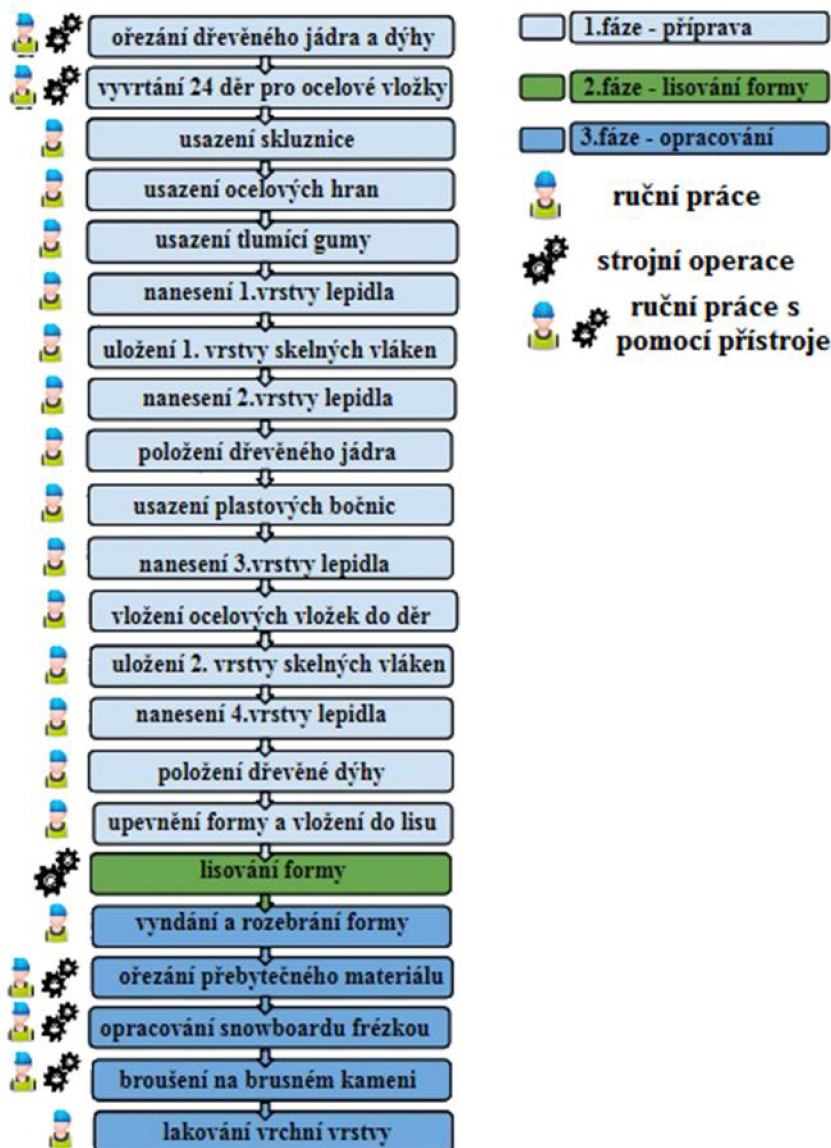 ořezání dřevěného jádra a dýhy
vyvrtání 24 děr pro ocelové vložky
usazení skluznice
usazení ocelových hran
usazení tlumící gumy
nanesení 1.vrstvy lepidla
uložení 1. vrstvy skelných vláken
nanesení 2.vrstvy lepidla
položení dřevěného jádra
usazení plastových bočnic
nanesení 3.vrstvy lepidla
vložení ocelových vložek do děr
uložení 2. vrstvy skelných vláken
nanesení 4.vrstvy lepidla
položení dřevěné dýhy
upevnění formy a vložení do lisu
lisování formy
vyndání a rozebrání formy
ořezání přebytečného materiálu
opracování snowboardu frézkou
broušení na brusném kameni
lakování vrchní vrstvy
1.fáze - příprava
2.fáze - lisování formy
3.fáze - opracování
ruční práce
strojní operace
ruční práce s
pomocí přístroje